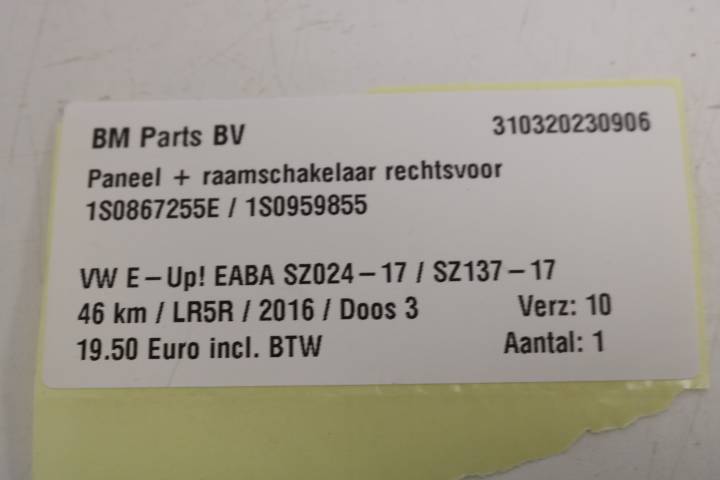 BM Parts BV 310320230906
Paneel + raamschakelaar rechtsvoor
1S0867255E / 1S0959855
VW E-Up! EABA SZ024-17 / SZ137-17
46 km / LR5R / 2016 / Doos 3 Verz: 10
19.50 Euro incl. BTW Aantal: 1